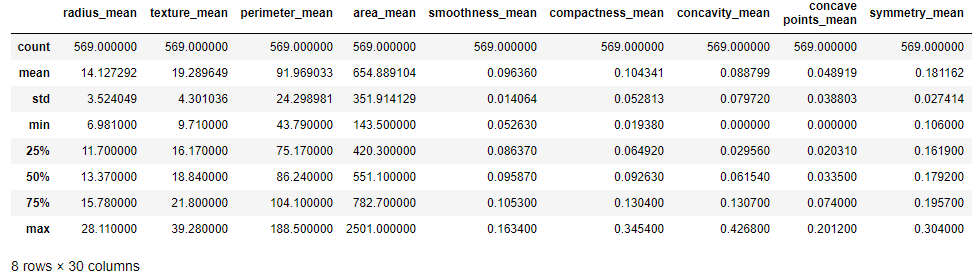 radius_mean texture_mean perimeter_mean area_mean smoothness_mean compactness_mean concavity_mean concave points_mean symmetry_mean
count 569.000000 569.000000 569.000000 569.000000 569.000000 569.000000 569.000000 569.000000 569.000000
mean 14.127292 19.289649 91.969033 654.889104 0.096360 0.104341 0.088799 0.048919 0.181162
std 3.524049 4.301036 24.298981 351.914129 0.014064 0.052813 0.079720 0.038803 0.027414
min 6.981000 9.710000 43.790000 143.500000 0.052630 0.019380 0.000000 0.000000 0.106000
25% 11.700000 16.170000 75.170000 420.300000 0.086370 0.064920 0.029560 0.020310 0.161900
50% 13.370000 18.840000 86.240000 551.100000 0.095870 0.092630 0.061540 0.033500 0.179200
75% 15.780000 21.800000 104.100000 782.700000 0.105300 0.130400 0.130700 0.074000 0.195700
max 28.110000 39.280000 188.500000 2501.000000 0.163400 0.345400 0.426800 0.201200 0.304000
8 rows × 30 columns